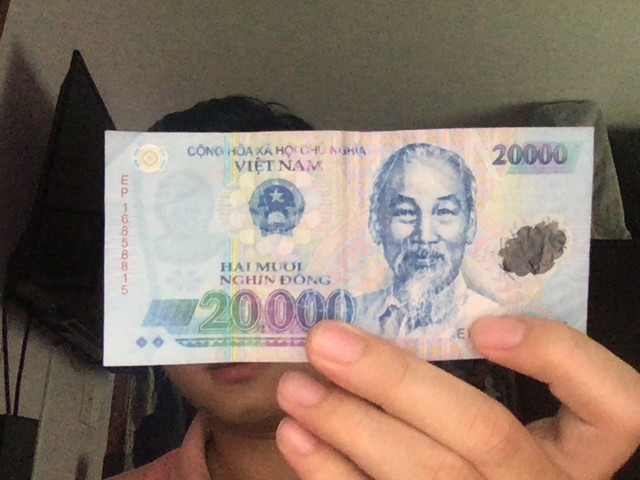 CỘNG HÒA XÃ HỘI CHỦ NGHĨA
VIỆT NAM
20000
EP 16858815
HAI MƯƠI
NGHÌN ĐỒNG
20000